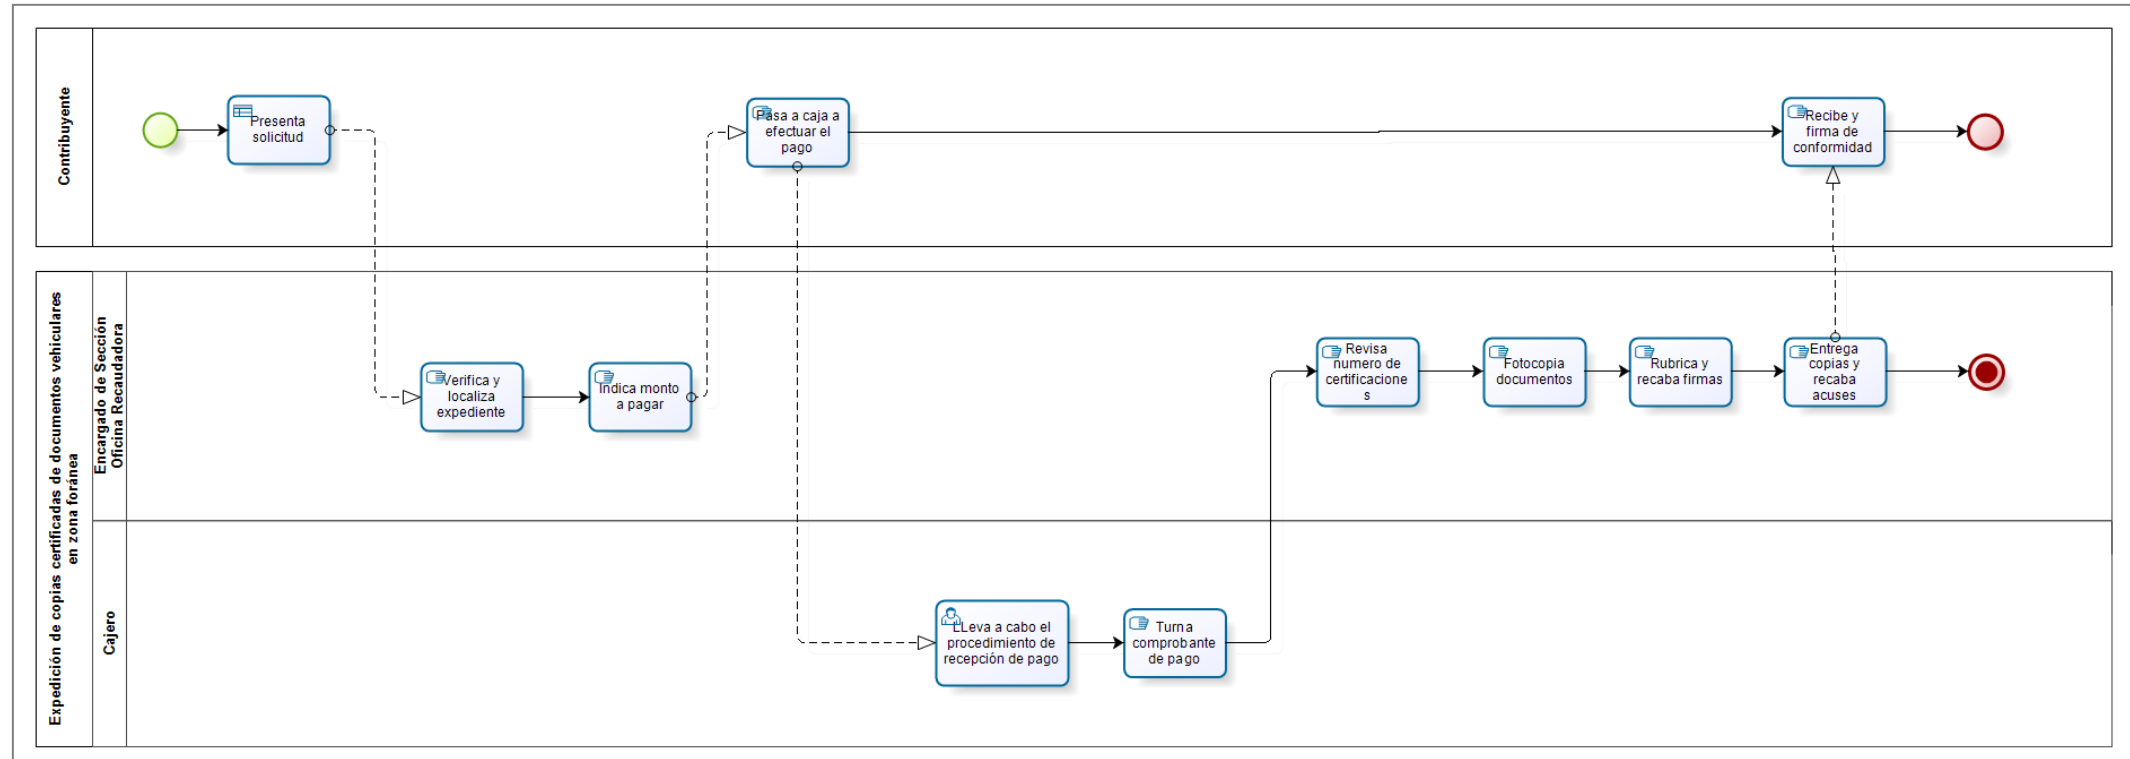 Contribuyente
Presenta
solicitud
Pasa a caja a
efectuar el
pago
Recibe y
firma de
conformidad
Expedición de copias certificadas de documentos vehiculares
en zona foránea
Encargado de Sección
Oficina Recaudadora
Verifica y
localiza
expediente
Indica monto
a pagar
Revisa
numero de
certificacione
s
Fotocopia
documentos
Rubrica y
recaba firmas
Entrega
copias y
recaba
acuses
Cajero
LLeva a cabo el
procedimiento de
recepción de pago
Turna
comprobante
de pago